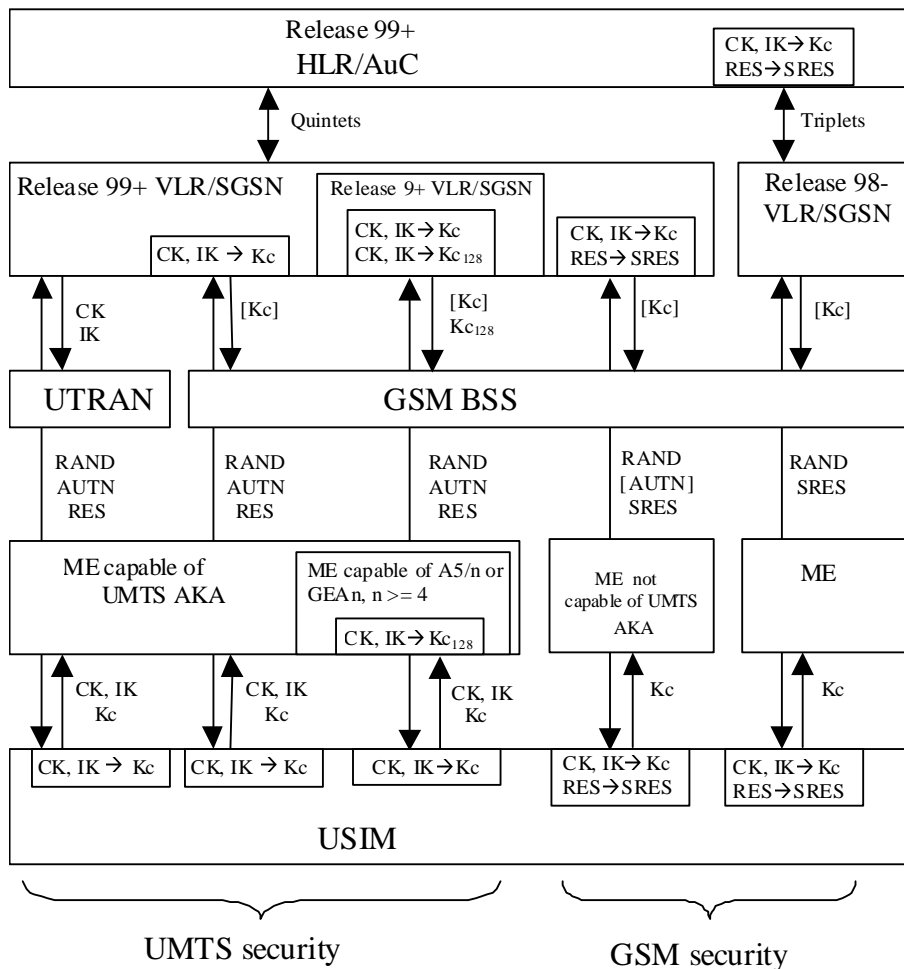 Release 99+
HLR/AuC
CK, IK→Kc
RES→SRES
Quintets
Triplets
Release 99+ VLR/SGSN
CK, IK → Kc
Release 9+ VLR/SGSN
CK, IK→Kc
CK, IK→Kc128
CK, IK→Kc
RES→SRES
Release 98-
VLR/SGSN
CK
IK
[Kc]
[Kc]
Kc128
[Kc]
[Kc]
UTRAN
GSM BSS
RAND
AUTN
RES
RAND
AUTN
RES
RAND
AUTN
RES
RAND
[AUTN]
SRES
RAND
SRES
ME capable of
UMTS AKA
ME capable of A5/n or
GEAn, n >= 4
CK, IK→Kc128
ME not
capable of UMTS
AKA
ME
CK, IK
Kc
CK, IK
Kc
CK, IK
Kc
Kc
Kc
CK, IK → Kc
CK, IK → Kc
CK, IK→Kc
CK, IK→Kc
RES→SRES
CK, IK→Kc
RES→SRES
USIM
UMTS security
GSM security